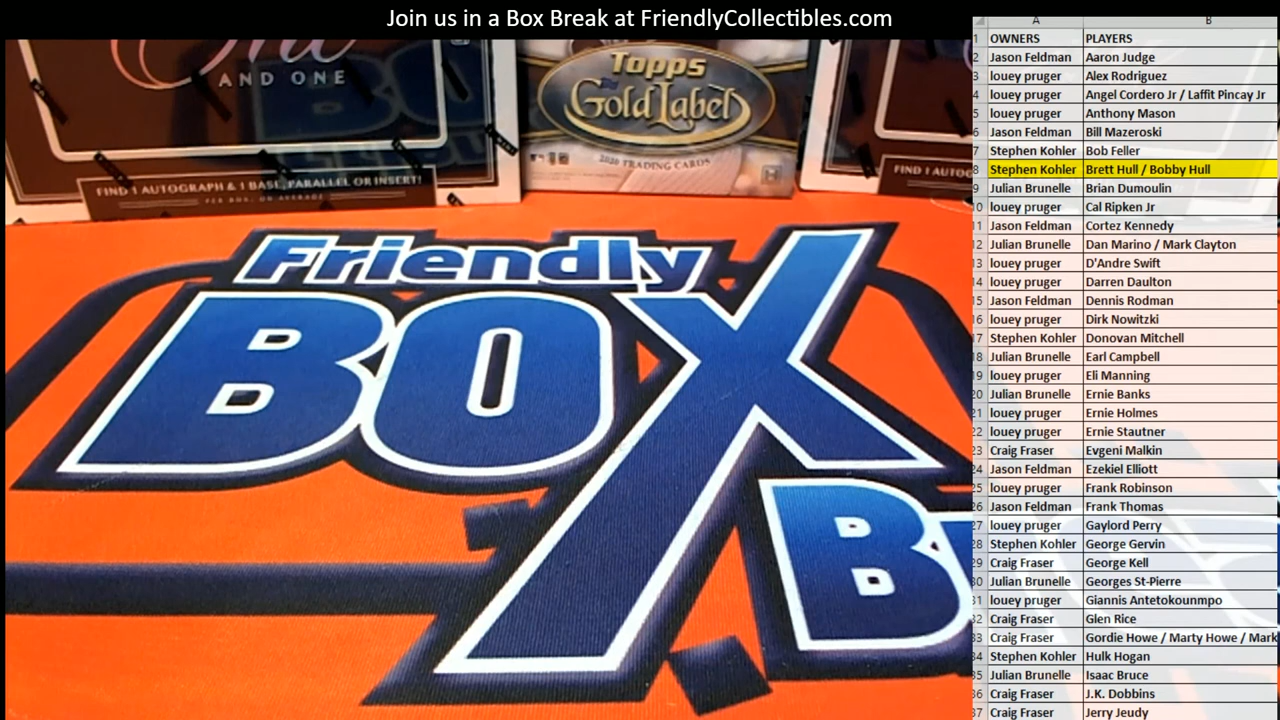 Join us in a Box Break at FriendlyCollectibles.com
One
AND ONE
FIND 1 AUTOGRAPH & 1 BASE, PARALLEL OR INSERT!
PER BOX, ON AVERAGE
Topps
Gold Label
2020 TRADING CARDS
FIND 1 AUTOG
Friendly
BOX
B
A B
1 OWNERS PLAYERS
2 Jason Feldman Aaron Judge
3 louey pruger Alex Rodriguez
4 louey pruger Angel Cordero Jr / Laffit Pincay Jr
5 louey pruger Anthony Mason
6 Jason Feldman Bill Mazeroski
7 Stephen Kohler Bob Feller
8 Stephen Kohler Brett Hull / Bobby Hull
9 Julian Brunelle Brian Dumoulin
10 louey pruger Cal Ripken Jr
11 Jason Feldman Cortez Kennedy
12 Julian Brunelle Dan Marino / Mark Clayton
13 louey pruger D'Andre Swift
14 louey pruger Darren Daulton
15 Jason Feldman Dennis Rodman
16 louey pruger Dirk Nowitzki
17 Stephen Kohler Donovan Mitchell
18 Julian Brunelle Earl Campbell
19 louey pruger Eli Manning
20 Julian Brunelle Ernie Banks
21 louey pruger Ernie Holmes
22 louey pruger Ernie Stautner
23 Craig Fraser Evgeni Malkin
24 Jason Feldman Ezekiel Elliott
25 louey pruger Frank Robinson
26 Jason Feldman Frank Thomas
27 louey pruger Gaylord Perry
28 Stephen Kohler George Gervin
29 Craig Fraser George Kell
30 Julian Brunelle Georges St-Pierre
31 louey pruger Giannis Antetokounmpo
32 Craig Fraser Glen Rice
33 Craig Fraser Gordie Howe / Marty Howe / Mark
34 Stephen Kohler Hulk Hogan
35 Julian Brunelle Isaac Bruce
36 Craig Fraser J.K. Dobbins
37 Craig Fraser Jerry Jeudy